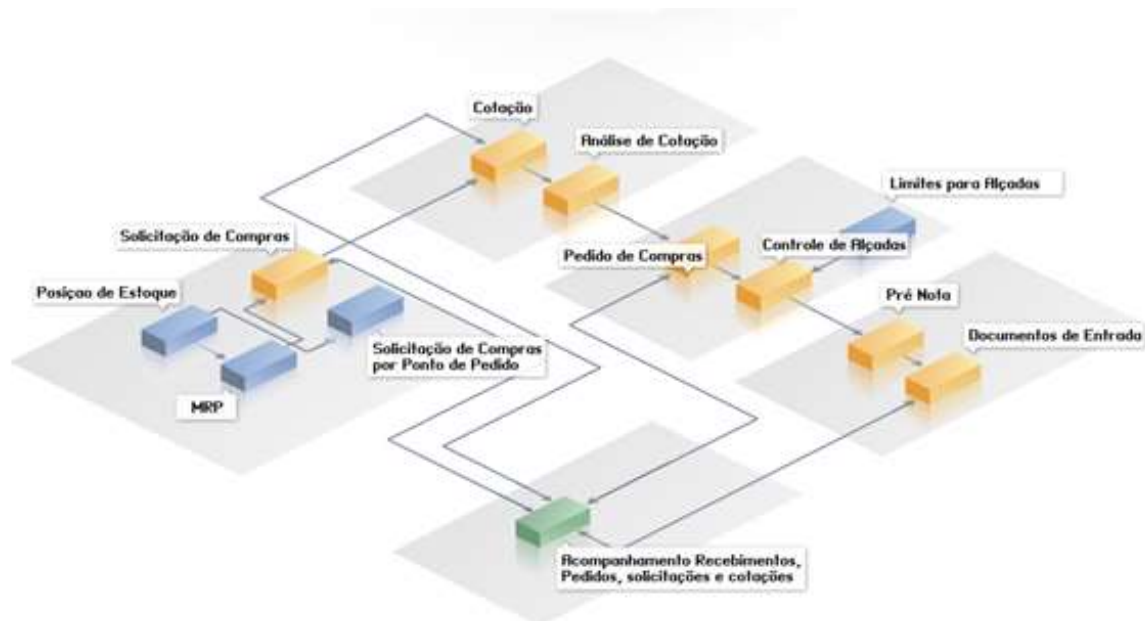 Cotação
Análise de Cotação
Limites para Alçadas
Solicitação de Compras
Pedido de Compras
Controle de Alçadas
Posiçao de Estoque
Pré Nota
Solicitação de Compras
por Ponto de Pedido
Documentos de Entrada
MRP
Acompanhamento Recebimentos,
Pedidos, solicitações e cotações